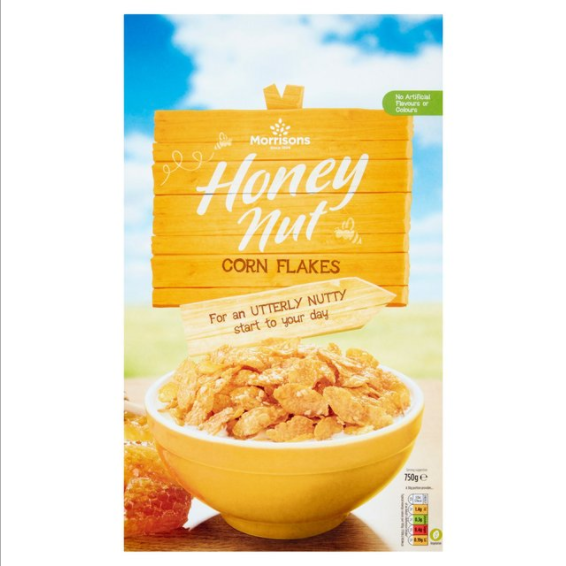 No Artificial
Flavours or
Colours
Morrisons
Honey
Nut
CORN FLAKES
For an UTTERLY NUTTY
start to your day
750g ℮